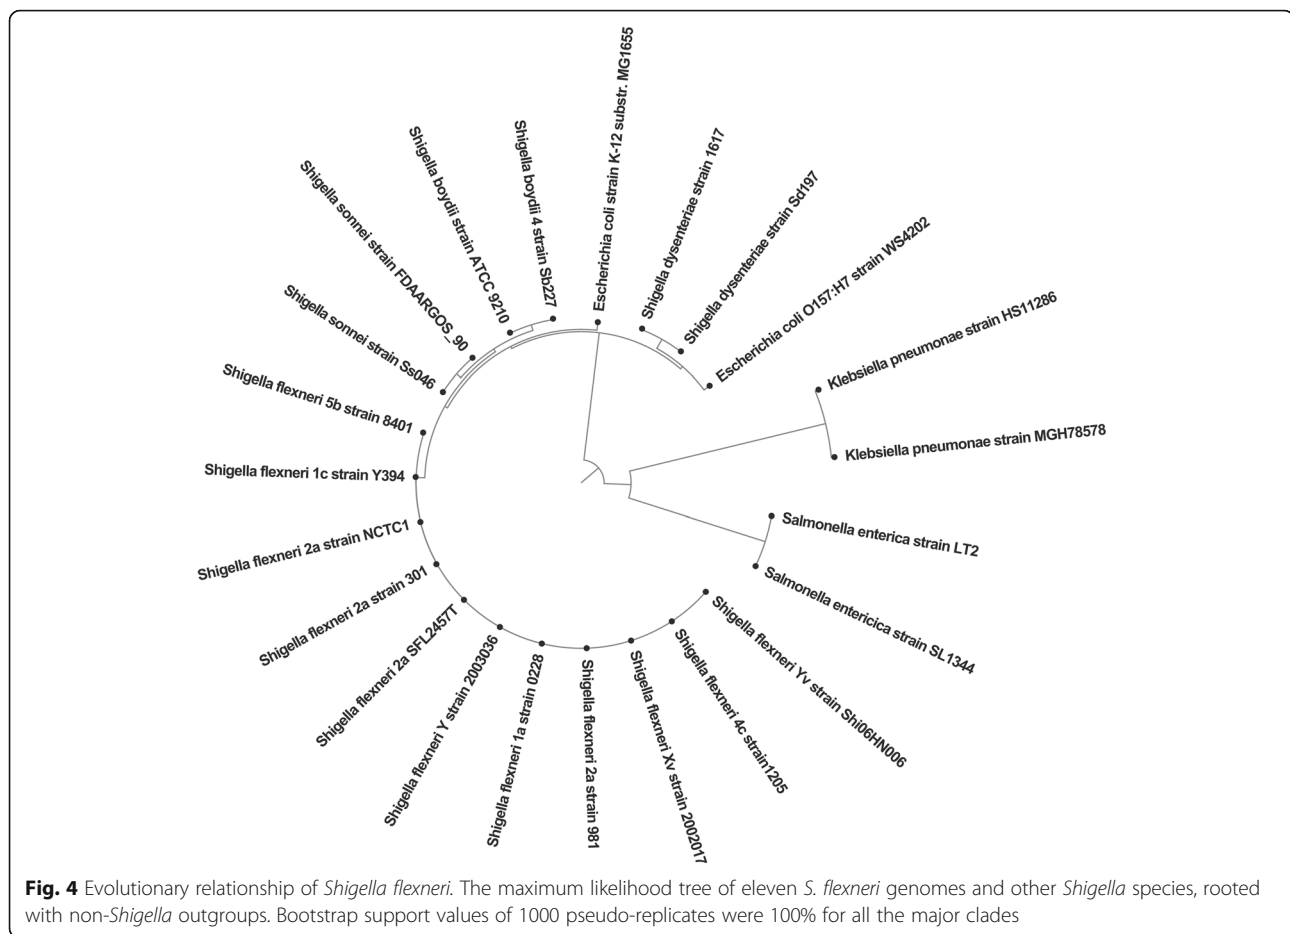 Escherichia coli strain K-12 substr. MG1655
Shigella dysenteriae strain 1617
Shigella dysenteriae strain Sd197
Escherichia coli O157:H7 strain WS4202
Klebsiella pneumonae strain HS11286
Klebsiella pneumonae strain MGH78578
Salmonella enterica strain LT2
Salmonella entericica strain SL1344
Shigella flexneri Yv strain Shi06HN006
Shigella flexneri 4c strain1205
Shigella flexneri Xv strain 2002017
Shigella flexneri 2a strain 981
Shigella flexneri 1a strain 0228
Shigella flexneri Y strain 2003036
Shigella flexneri 2a SFL2457T
Shigella flexneri 2a strain 301
Shigella flexneri 2a strain NCTC1
Shigella flexneri 1c strain Y394
Shigella flexneri 5b strain 8401
Shigella sonnei strain Ss046
Shigella sonnei strain FDAARGOS_90
Shigella boydii strain ATCC 9210
Shigella boydii 4 strain Sb227
Fig. 4 Evolutionary relationship of Shigella flexneri. The maximum likelihood tree of eleven S. flexneri genomes and other Shigella species, rooted
with non-Shigella outgroups. Bootstrap support values of 1000 pseudo-replicates were 100% for all the major clades